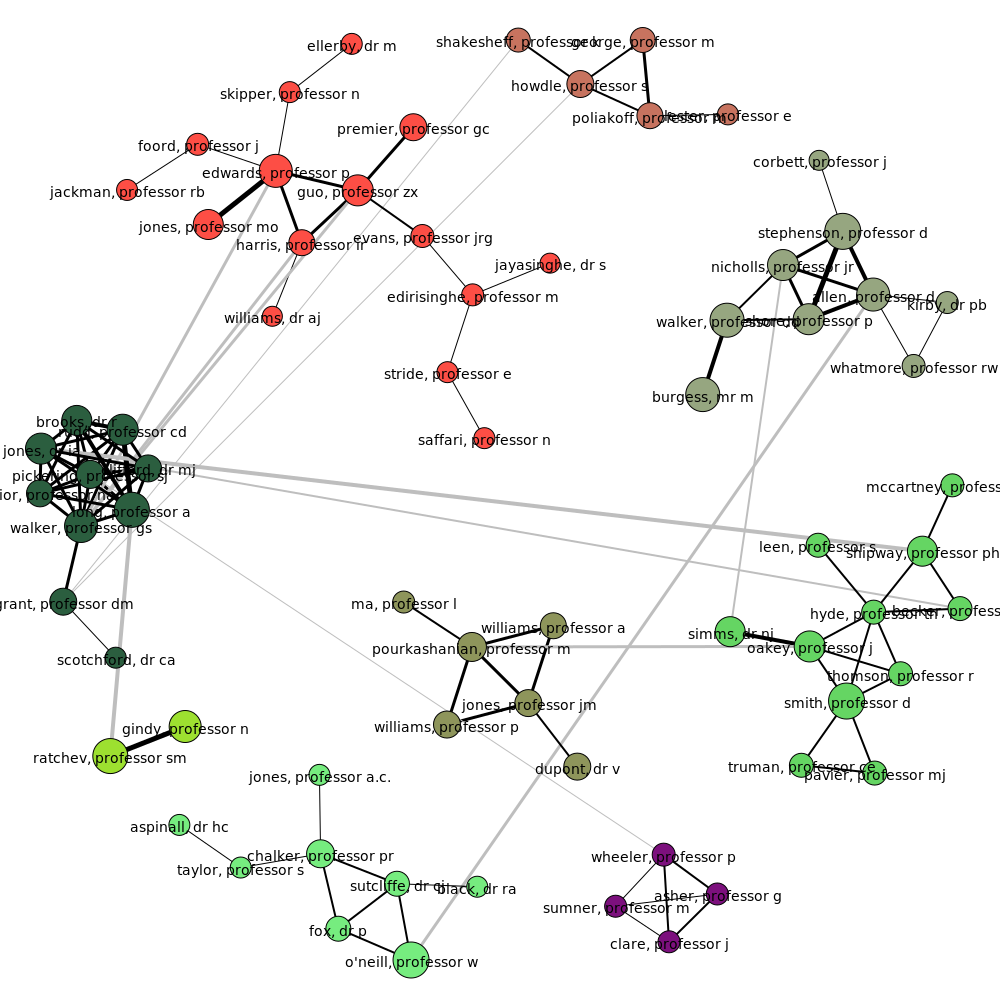 ellerby, dr m
shakesheff, professor k
george, professor m
skipper, professor n
howdle, professor s
poliakoff, professor m
lester, professor e
premier, professor gc
foord, professor j
corbett, professor j
edwards, professor p
guo, professor zx
jackman, professor rb
jones, professor mo
harris, professor ir
evans, professor jrg
stephenson, professor d
jayasinghe, dr s
nicholls, professor jr
edirisinghe, professor m
allen, professor d
kirby, dr pb
williams, dr aj
walker, professor dj
shore, professor p
stride, professor e
whatmore, professor rw
burgess, mr m
brooks, dr r
rudd, professor cd
saffari, professor n
jones, dr ia
clifford, dr mj
pickering, professor sj
ior, professor na
mccartney, profess
long, professor a
walker, professor gs
leen, professor s
shipway, professor ph
grant, professor dm
ma, professor l
hyde, professor
becker, profess
williams, professor a
simms, dr nj
pourkashanian, professor m
oakey, professor j
scotchford, dr ca
thomson, professor r
jones, professor jm
smith, professor d
williams, professor p
gindy, professor n
ratchev, professor sm
dupont, dr v
truman, professor ce
pavier, professor mj
jones, professor a.c.
aspinall, dr hc
chalker, professor pr
taylor, professor s
wheeler, professor p
sutcliffe, dr cj
black, dr ra
asher, professor g
sumner, professor m
fox, dr p
clare, professor j
o'neill, professor w